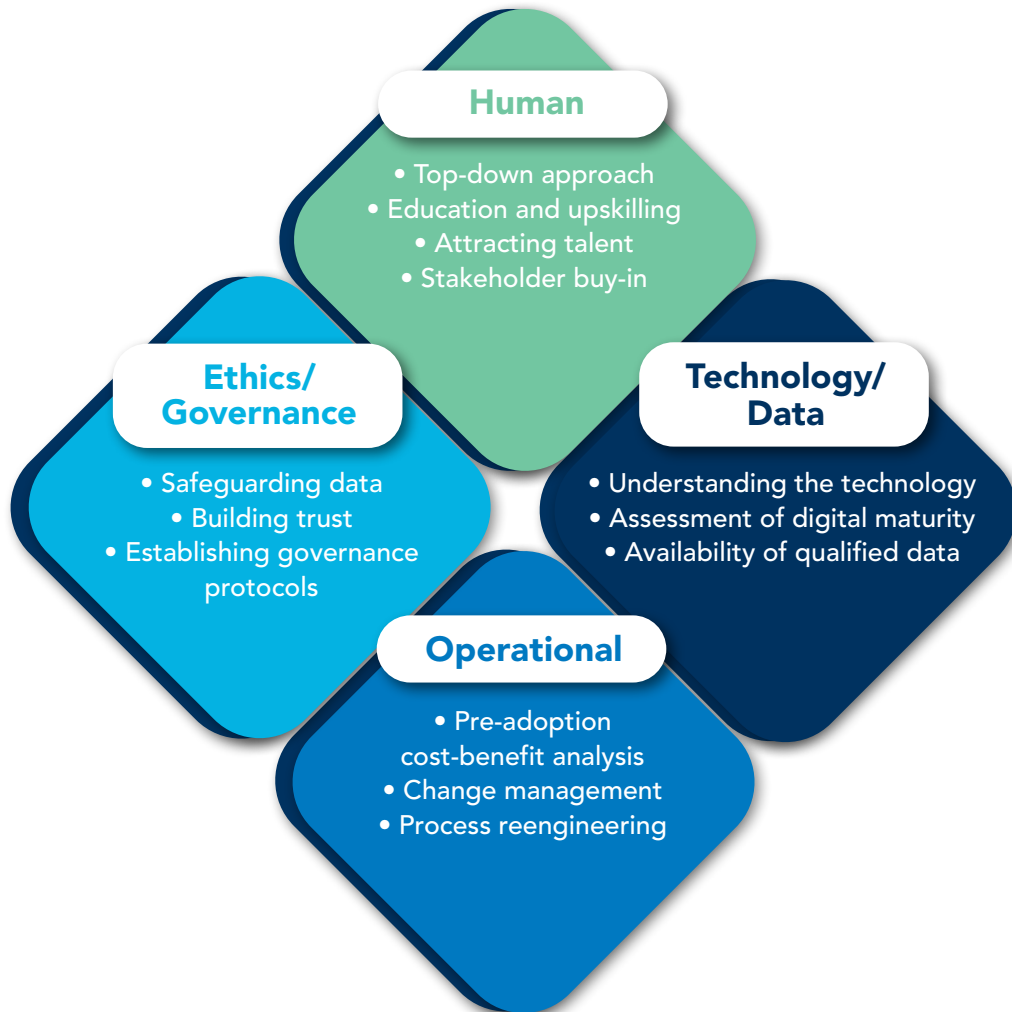 Human
• Top-down approach
• Education and upskilling
• Attracting talent
• Stakeholder buy-in
Ethics/
Governance
• Safeguarding data
• Building trust
• Establishing governance
protocols
Technology/
Data
• Understanding the technology
• Assessment of digital maturity
• Availability of qualified data
Operational
• Pre-adoption
cost-benefit analysis
• Change management
• Process reengineering